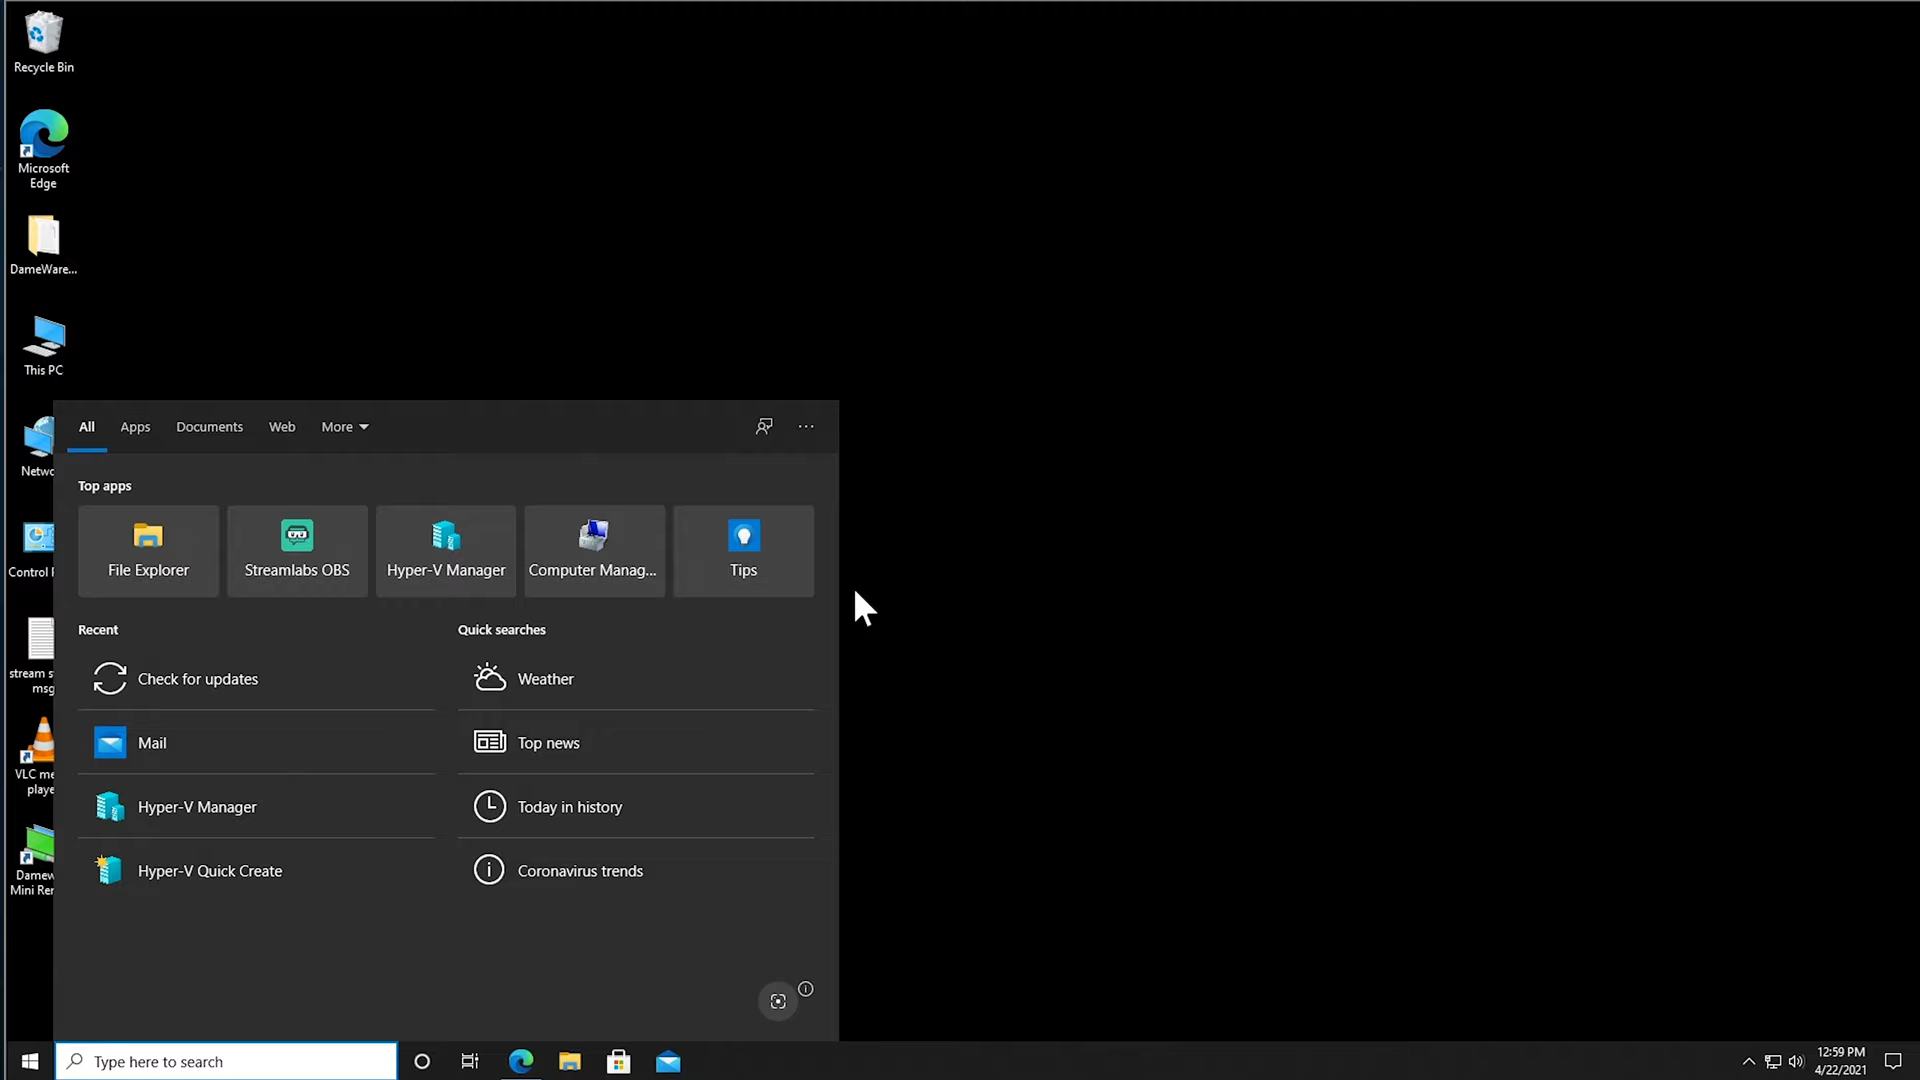 Recycle Bin
Microsoft
Edge
DameWare...
This PC
All Apps Documents Web More
Netwo
Top apps
File Explorer Streamlabs OBS Hyper-V Manager Computer Manag... Tips
Control
Recent Quick searches
stream s
msg
Check for updates Weather
Mail Top news
VLC me
playe
Hyper-V Manager Today in history
Hyper-V Quick Create Coronavirus trends
Damew
Mini Rer
Type here to search
12:59 PM
4/22/2021